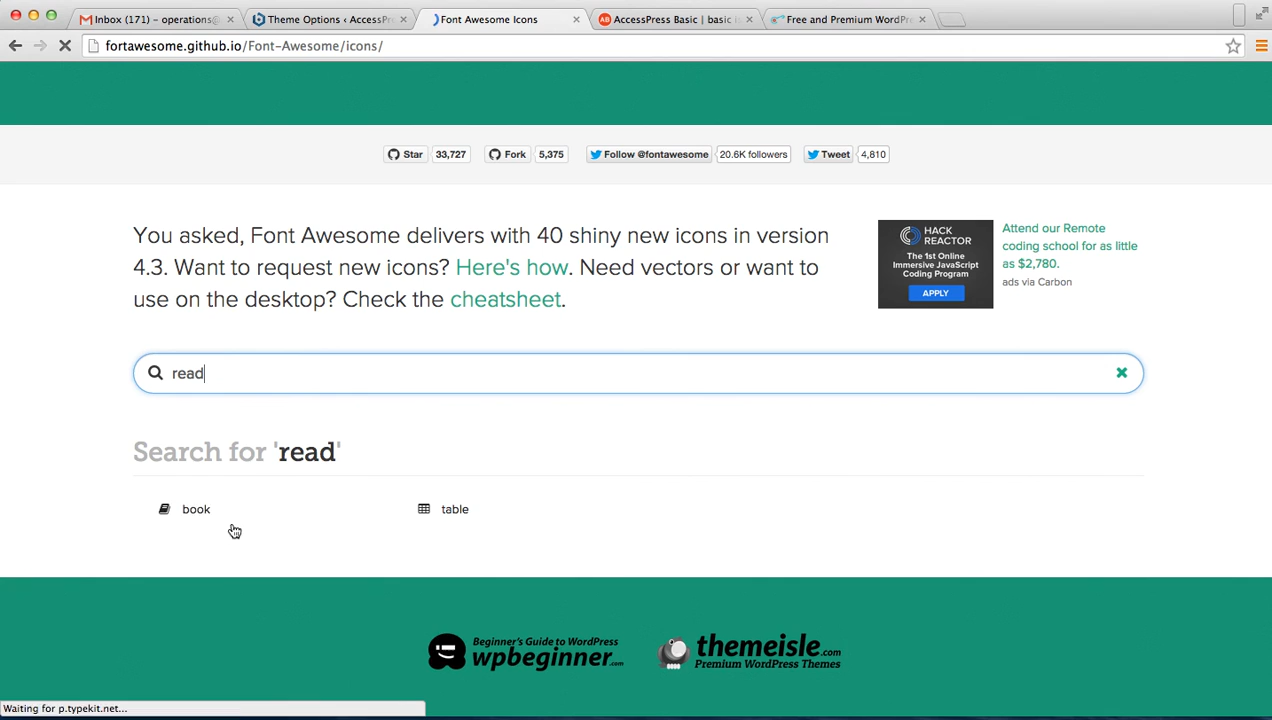 Inbox (171) – operations@
Theme Options ‹ AccessPr
Font Awesome Icons
AccessPress Basic | basic
Free and Premium WordPre
fortawesome.github.io/Font-Awesome/icons/
Star 33,727 Fork 5,375 Follow @fontawesome 20.6K followers Tweet 4,810
You asked, Font Awesome delivers with 40 shiny new icons in version
4.3. Want to request new icons? Here's how. Need vectors or want to
use on the desktop? Check the cheatsheet.
HACK
REACTOR
The 1st Online
Immersive JavaScript
Coding Program
APPLY
Attend our Remote
coding school for as little
as $2,780.
ads via Carbon
read
Search for 'read'
book table
Beginner's Guide to WordPress
wpbeginner.com
themeisle.com
Premium WordPress Themes
Waiting for p.typekit.net...